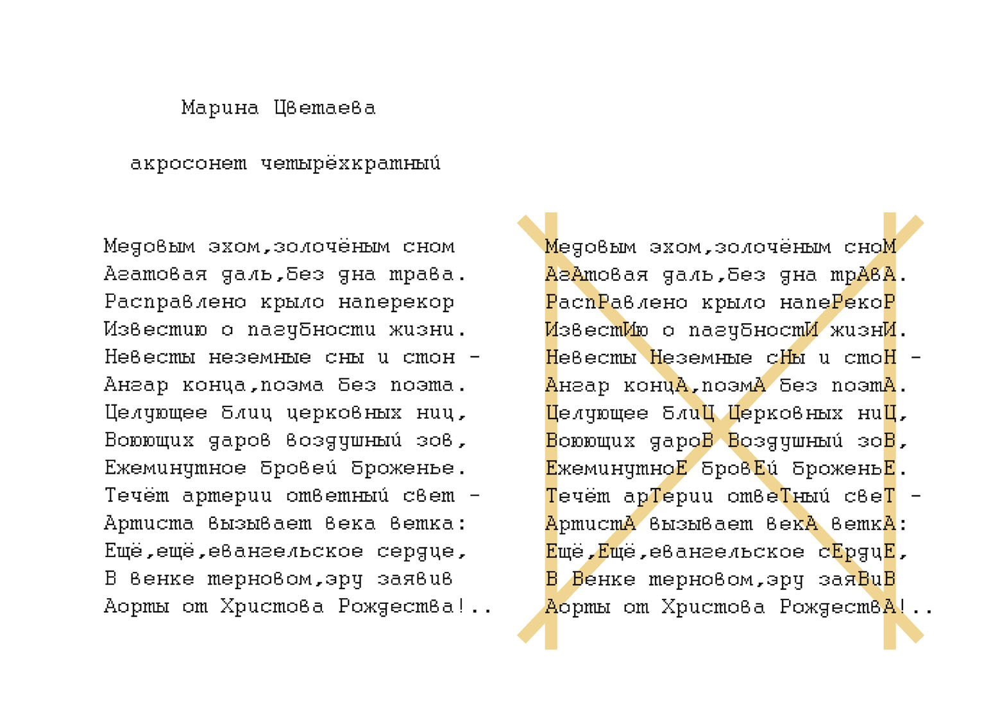 Марина Цветаева
акросонет четырёхкратный
Медовым эхом,золочёным сном
Агатовая даль,без дна трава.
Расправлено крыло наперекор
Известию о пагубности жизни.
Невесты неземные сны и стон -
Ангар конца,поэма без поэта.
Целующее блиц церковных ниц,
Воюющих даров воздушный зов,
Ежеминутное бровей броженье.
Течёт артерии ответный свет -
Артиста вызывает века ветка:
Ещё,ещё,евангельское сердце,
В венке терновом,эру заявив
Аорты от Христова Рождества!..
Медовым эхом,золочёным сноМ
АгАтовая даль,без дна трАвА.
РаспРавлено крыло напеРекоР
ИзвестИю о пагубностИ жизнИ.
Невесты Неземные сНы и стоН -
Ангар концА,поэмА без поэтА.
Целующее блиЦ Церковных ниЦ,
Воюющих дароВ Воздушный зоВ,
ЕжеминутноЕ бровЕй броженьЕ.
Течёт арТерии отвеТный свеТ -
АртистА вызывает векА веткА:
Ещё,Ещё,евангельское сЕрдцЕ,
В Венке терновом,эру заяВиВ
Аорты от Христова РождествА!..